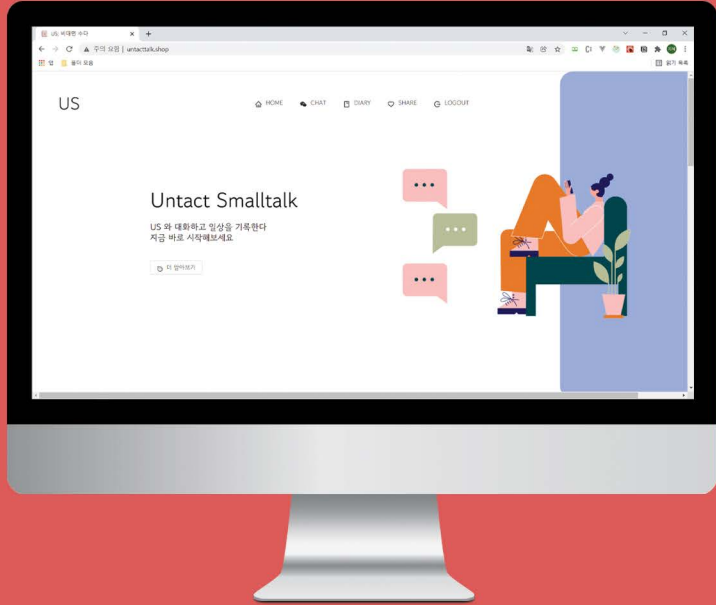 US, 비대면 수다
주의 요함 | untacttalk.shop
앱
읽기 목록
US
HOME
CHAT
DIARY
SHARE
LOGOUT
Untact Smalltalk
US 와 대화하고 일상을 기록한다
지금 바로 시작해보세요
더 알아보기